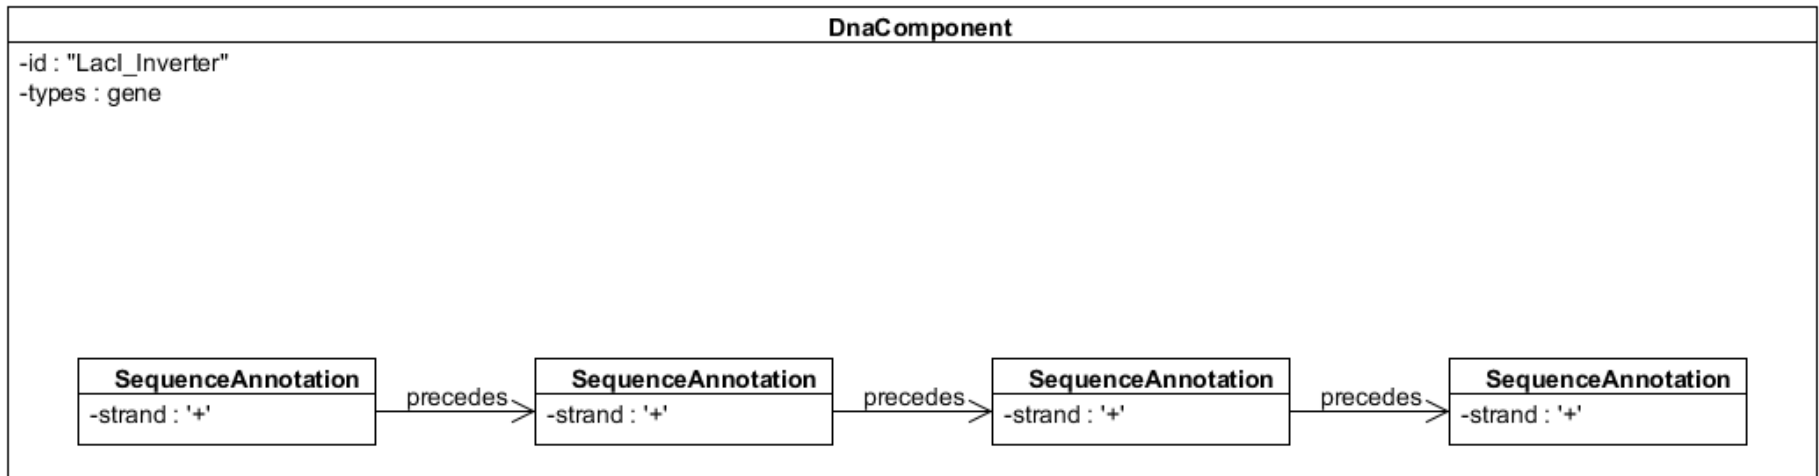 DnaComponent
-id : "LacI_Inverter"
-types : gene
SequenceAnnotation
-strand : '+'
precedes
SequenceAnnotation
-strand : '+'
precedes
SequenceAnnotation
-strand : '+'
precedes
SequenceAnnotation
-strand : '+'